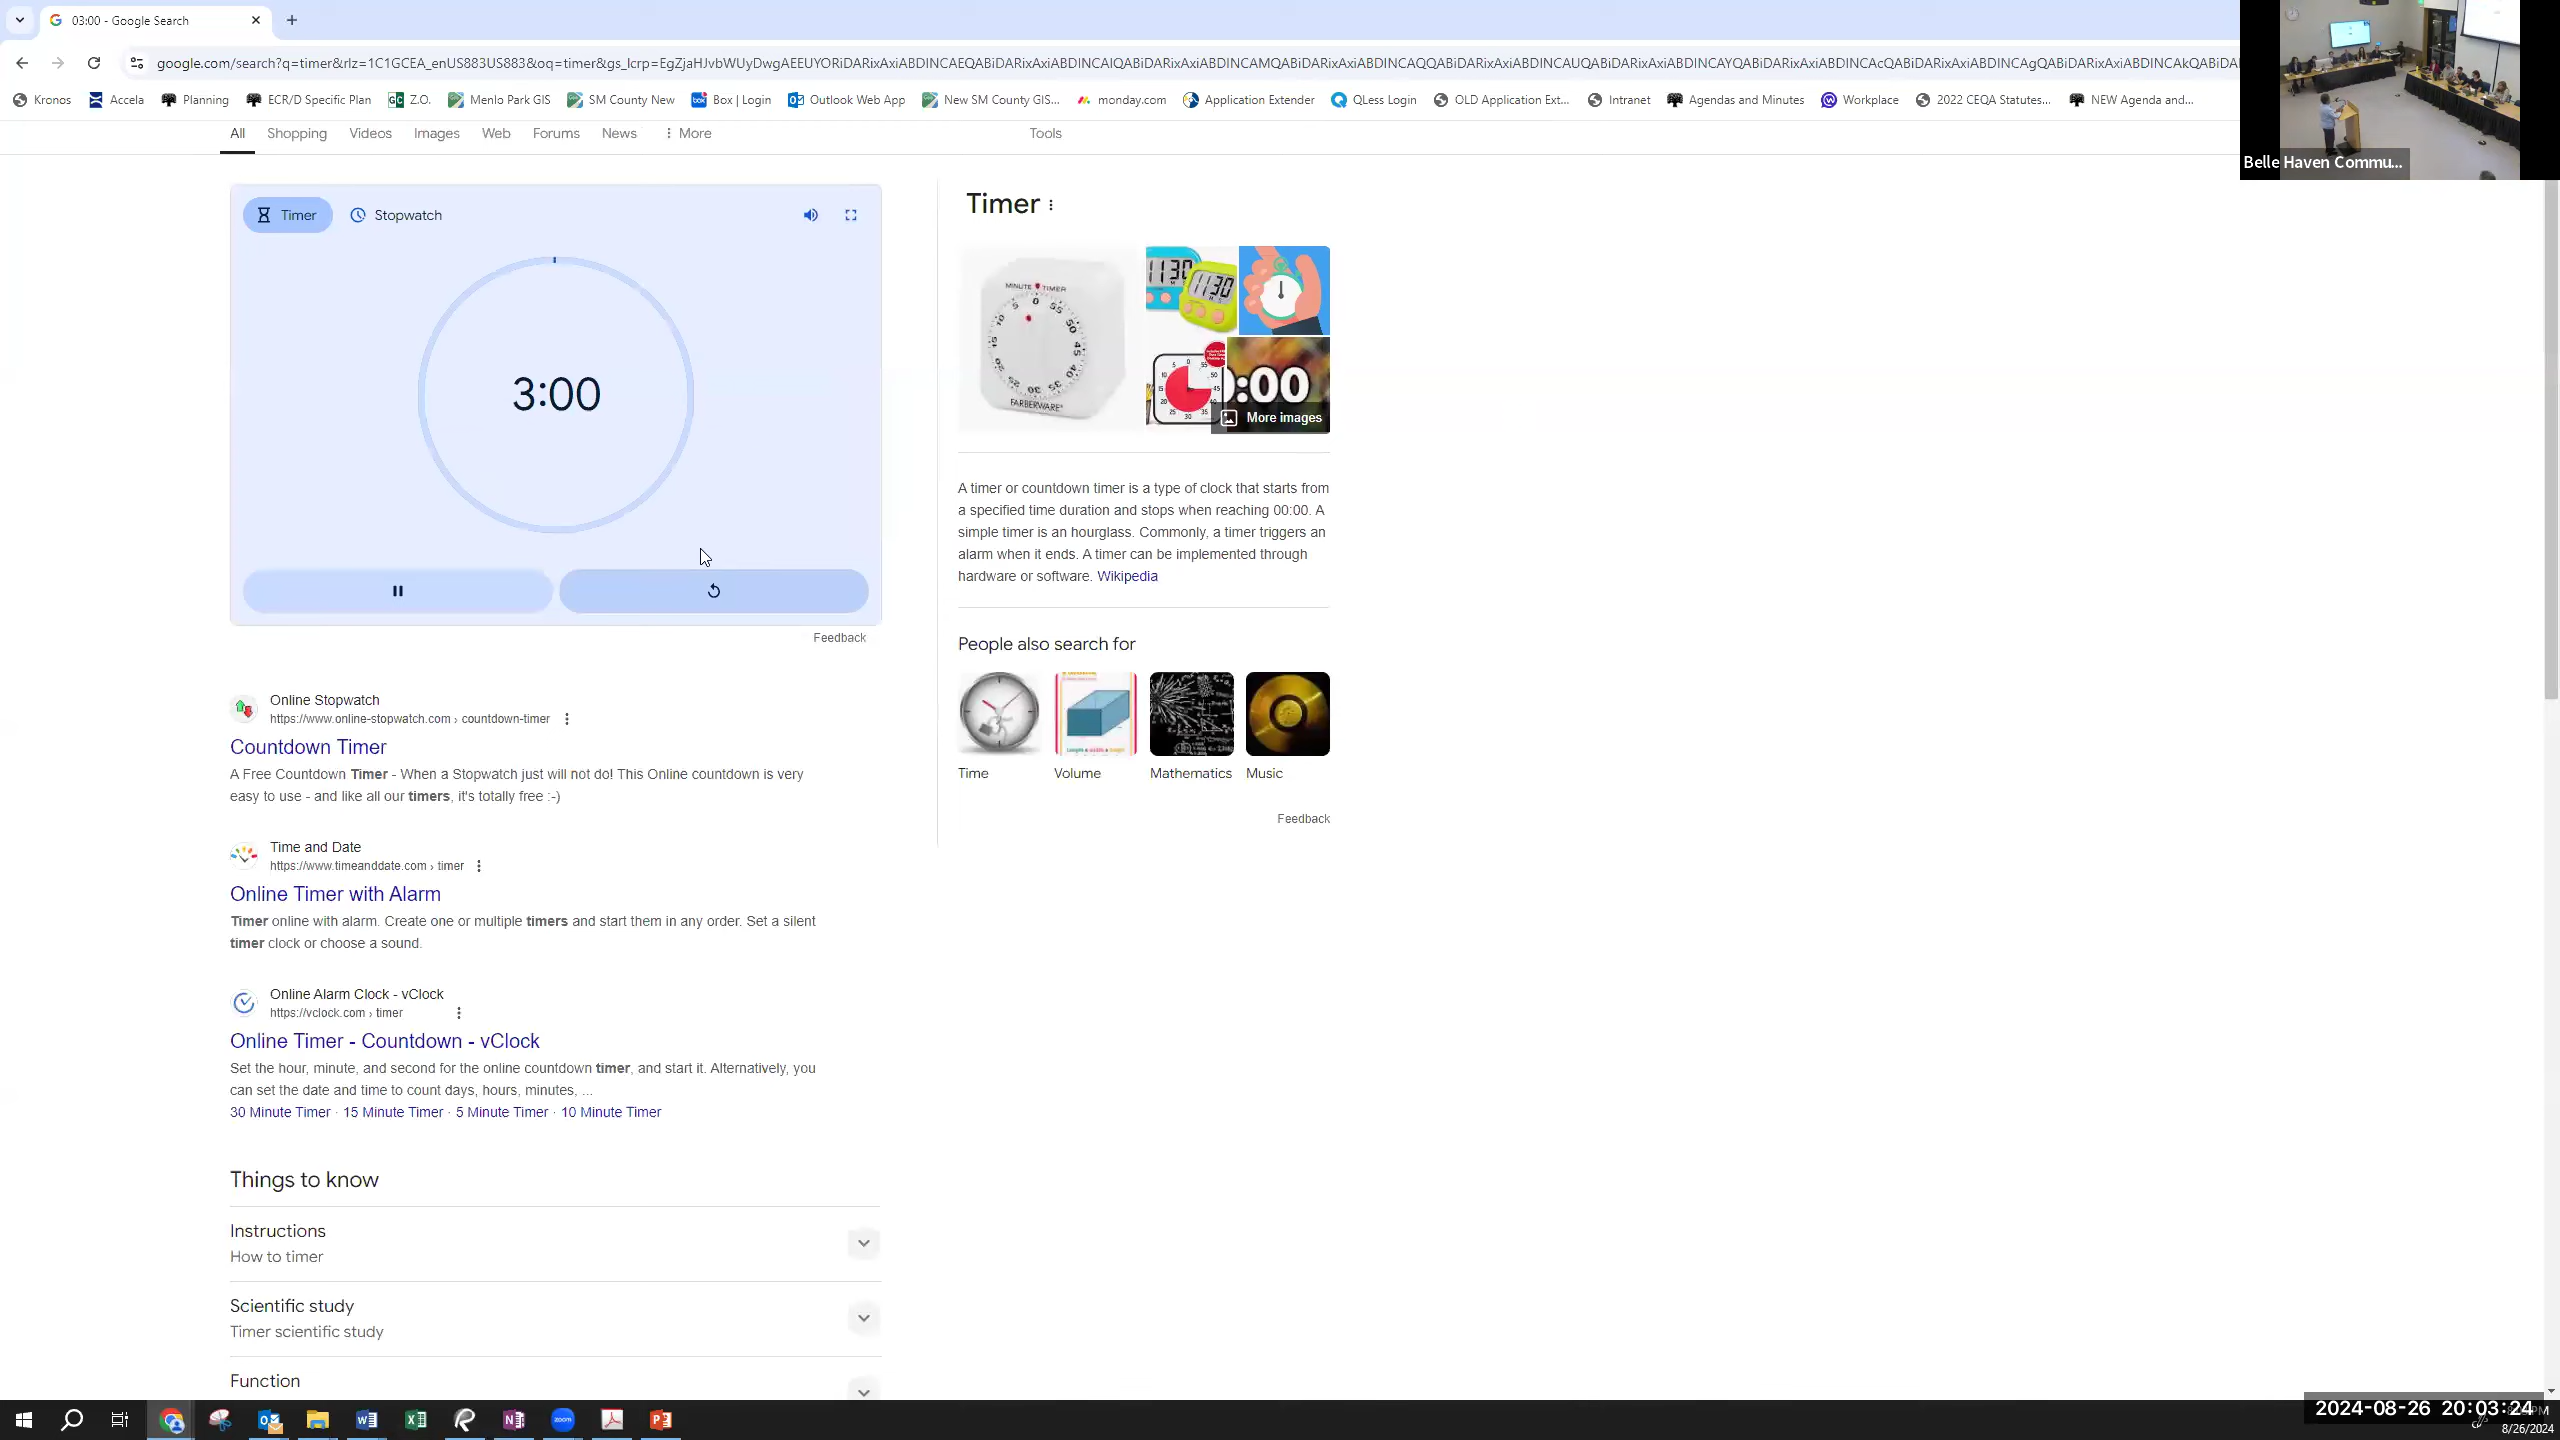 03:00 - Google Search
google.com/search?q=timer&rlz=1C1GCEA_enUS883US883&oq=timer&gs_lcrp=
Kronos Accela Planning ECR/D Specific Plan Z.O. Menlo Park GIS SM County New Box | Login Outlook Web App New SM County GIS... monday.com Application Extender QLess Login OLD Application Ext... Intranet Agendas and Minutes Workplace 2022 CEQA Statutes... NEW Agenda and...
Belle Haven Commu...
All Shopping Videos Images Web Forums News More Tools
Timer Stopwatch
3:00
Feedback
Online Stopwatch
https://www.online-stopwatch.com › countdown-timer
Countdown Timer
A Free Countdown Timer - When a Stopwatch just will not do! This Online countdown is very
easy to use - and like all our timers, it's totally free :-)
Time and Date
https://www.timeanddate.com › timer
Online Timer with Alarm
Timer online with alarm. Create one or multiple timers and start them in any order. Set a silent
timer clock or choose a sound.
Online Alarm Clock - vClock
https://vclock.com › timer
Online Timer - Countdown - vClock
Set the hour, minute, and second for the online countdown timer, and start it. Alternatively, you
can set the date and time to count days, hours, minutes, ...
30 Minute Timer · 15 Minute Timer · 5 Minute Timer · 10 Minute Timer
Things to know
Instructions
How to timer
Scientific study
Timer scientific study
Function
Timer
MINUTE TIMER
FARBERWARE
11:30
11:30
:00
More images
A timer or countdown timer is a type of clock that starts from
a specified time duration and stops when reaching 00:00. A
simple timer is an hourglass. Commonly, a timer triggers an
alarm when it ends. A timer can be implemented through
hardware or software. Wikipedia
People also search for
Time Volume Mathematics Music
Feedback
2024-08-26 20:03:24
8/26/2024